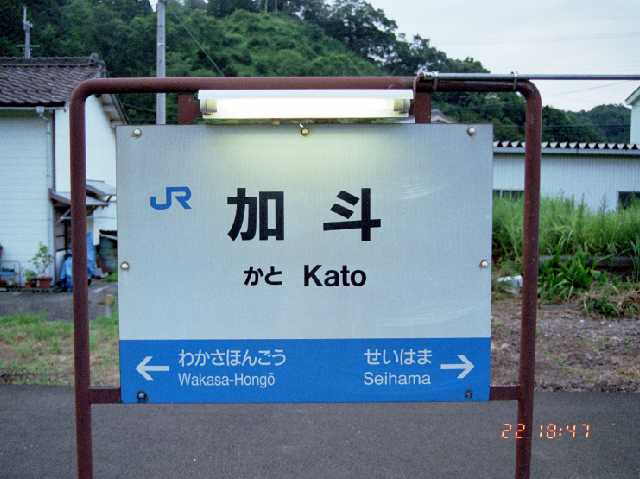 JR
加斗
かと Kato
わかさほんごう せいはま
← Wakasa-Hongō Seihama →
22 18:47